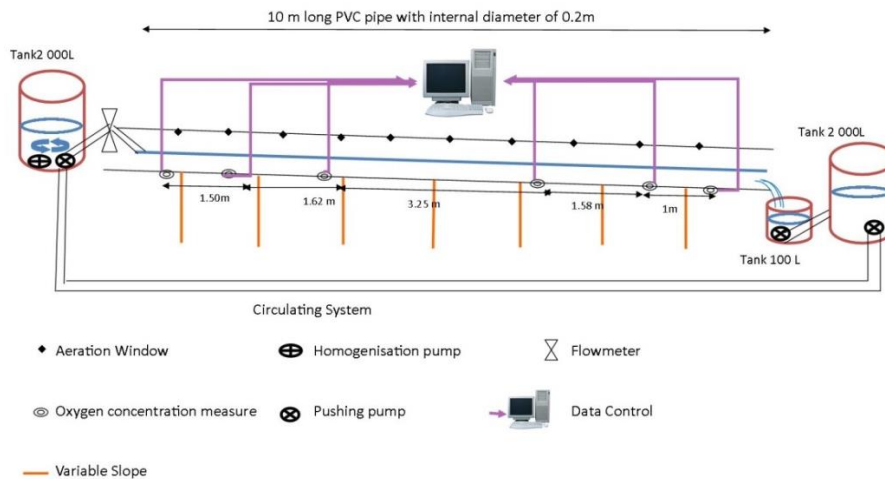 10 m long PVC pipe with internal diameter of 0.2m
Tank2 000L
Tank 2 000L
1.50m
1.62 m
3.25 m
1.58 m
1m
Tank 100 L
Circulating System
Aeration Window
Homogenisation pump
Flowmeter
Oxygen concentration measure
Pushing pump
Data Control
Variable Slope